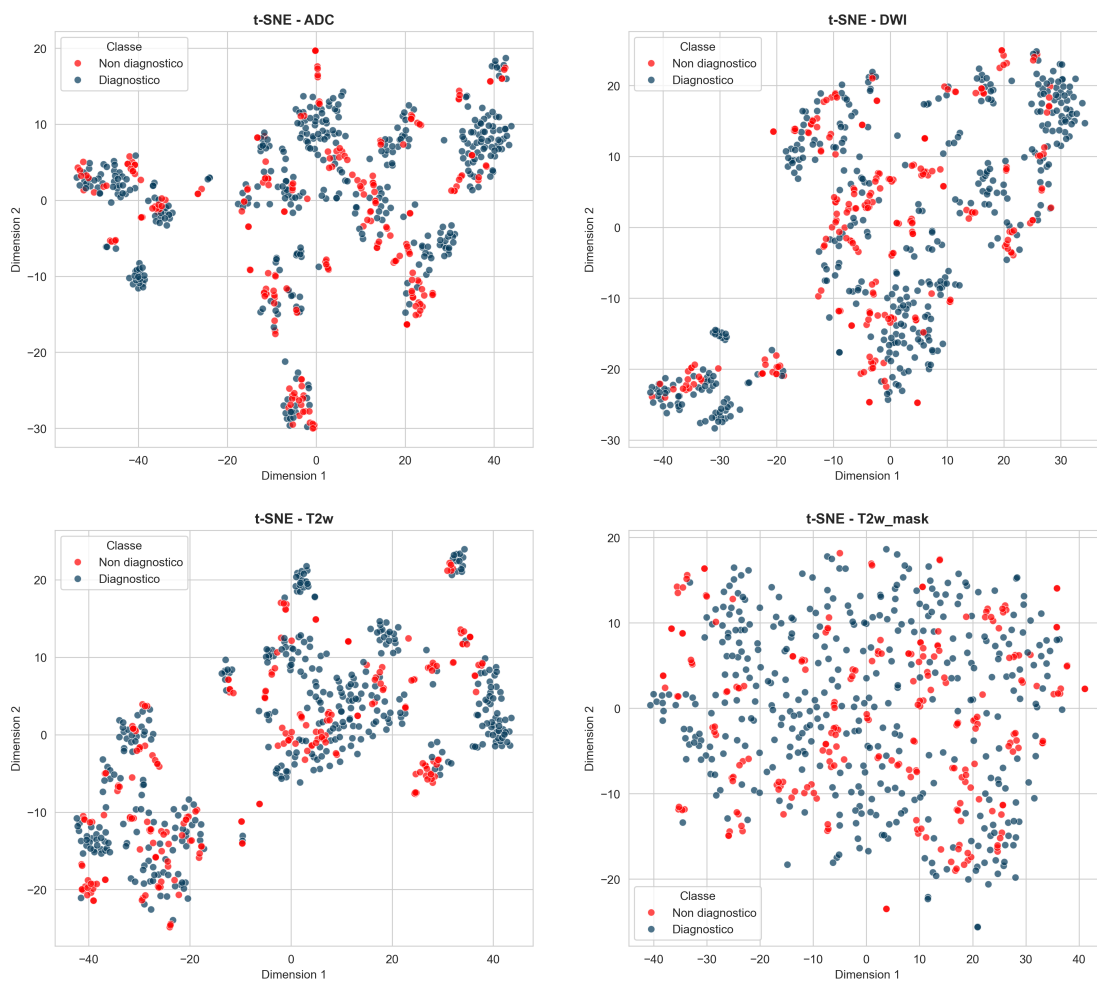 t-SNE - ADC
Classe
Non diagnostico
Diagnostico
20
10
0
−10
−20
−30
Dimension 2
−40
−20
0
20
40
Dimension 1
t-SNE - DWI
Classe
Non diagnostico
Diagnostico
20
10
0
−10
−20
−30
Dimension 2
−40
−30
−20
−10
0
10
20
30
Dimension 1
t-SNE - T2w
Classe
Non diagnostico
Diagnostico
20
10
0
−10
−20
Dimension 2
−40
−20
0
20
40
Dimension 1
t-SNE - T2w_mask
20
10
0
−10
−20
Dimension 2
Classe
Non diagnostico
Diagnostico
−40
−30
−20
−10
0
10
20
30
40
Dimension 1